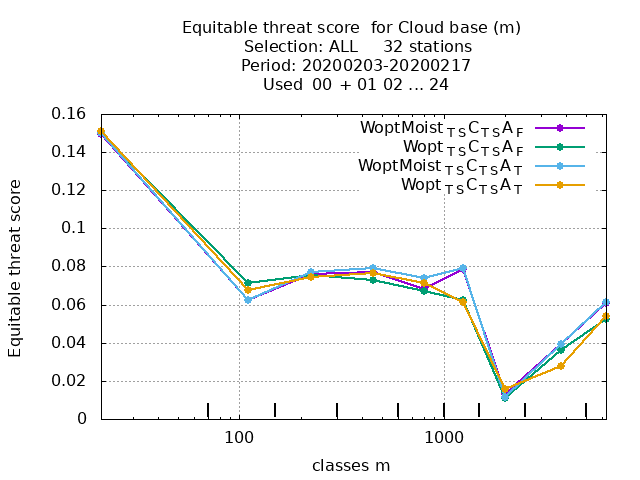 Equitable threat score  for Cloud base (m)
Selection: ALL     32 stations
Period: 20200203-20200217
Used  00 + 01 02 ... 24
Equitable threat score
0.16
0.14
0.12
0.1
0.08
0.06
0.04
0.02
0
WoptMoist TS C TS A F
Wopt TS C TS A F
WoptMoist TS C TS A T
Wopt TS C TS A T
100
1000
classes m